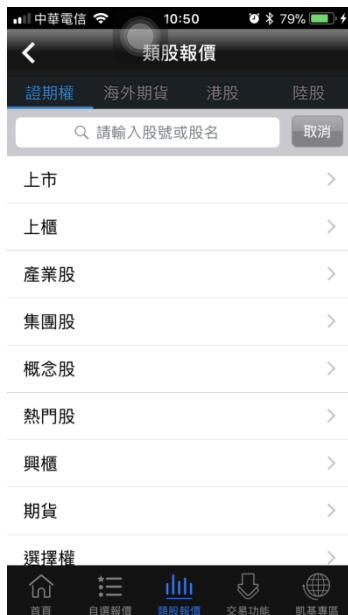 中華電信 10:50 79%
類股報價
證期權 海外期貨 港股 陸股
請輸入股號或股名 取消
上市
上櫃
產業股
集團股
概念股
熱門股
興櫃
期貨
選擇權
首頁 自選報價 類股報價 交易功能 凱基專區